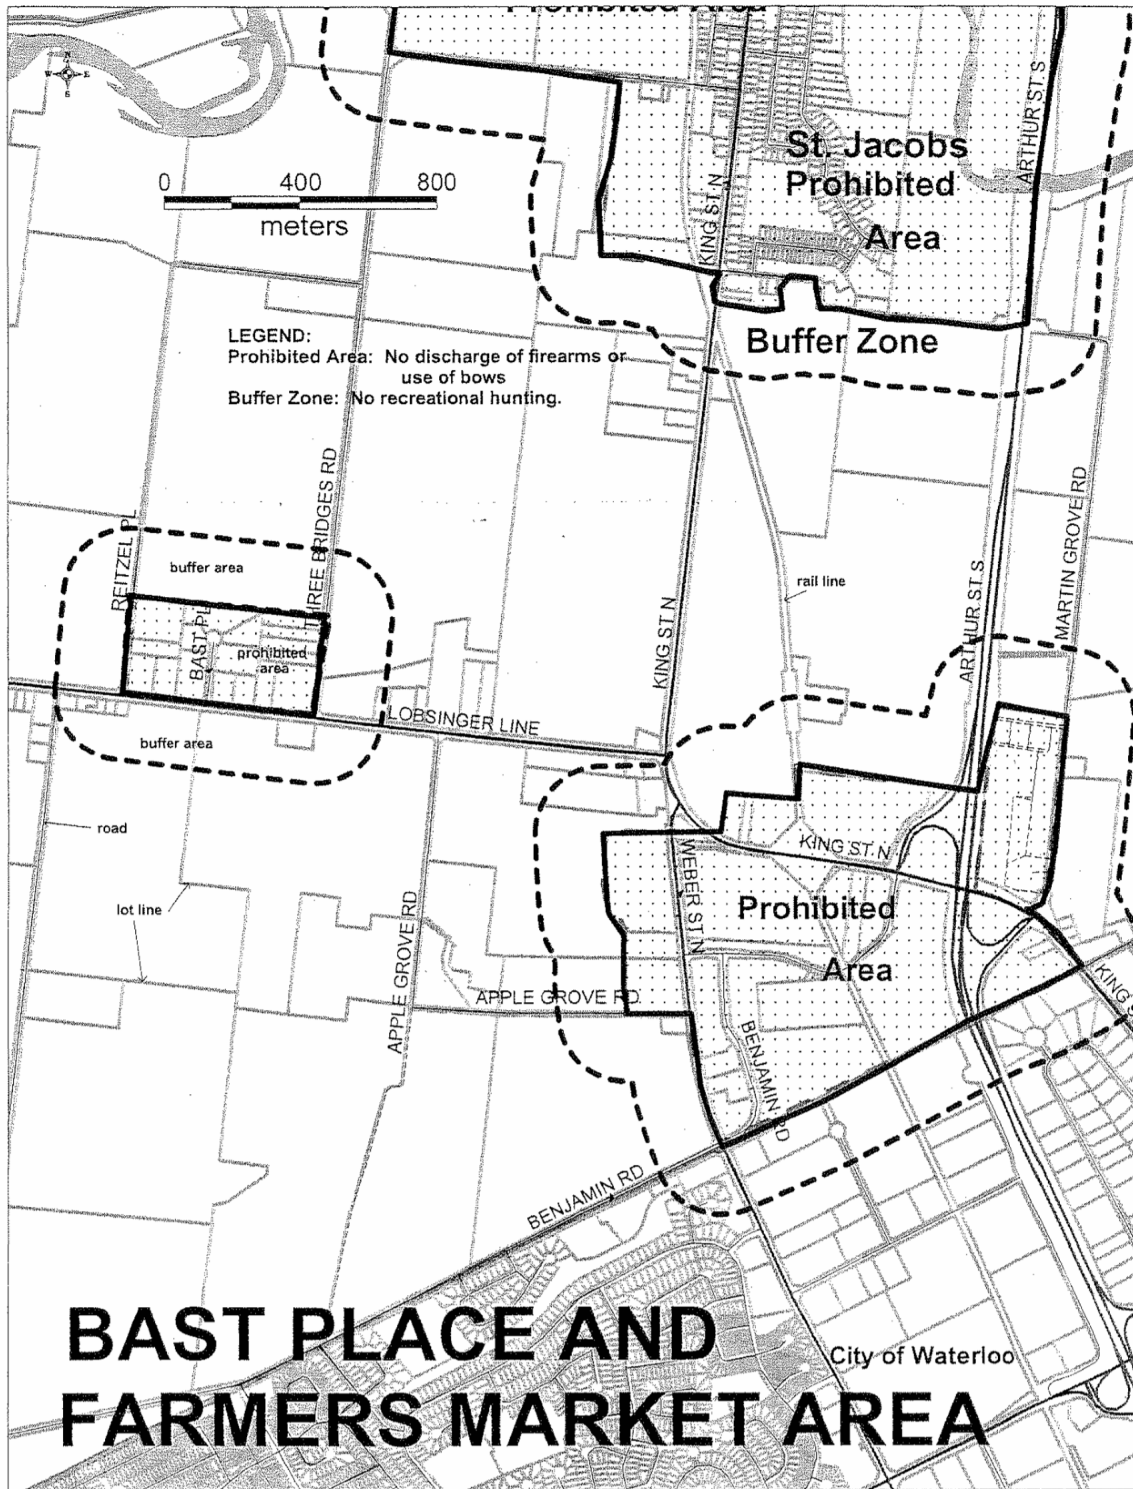 Prohibited Area
N
W E
S
ARTHUR ST. S
St. Jacobs
Prohibited
Area
0 400 800
meters
KING ST. N
LEGEND:
Prohibited Area: No discharge of firearms or
use of bows
Buffer Zone: No recreational hunting.
Buffer Zone
THREE BRIDGES RD
REITZEL PL
MARTIN GROVE RD
buffer area
rail line
BAST PL
prohibited
area
KING ST. N
ARTHUR ST. S
LOBSINGER LINE
buffer area
road
KING ST. N
WEBER ST. N
lot line
Prohibited
Area
APPLE GROVE RD
APPLE GROVE RD
KING S
BENJAMIN RD
BENJAMIN RD
BAST PLACE AND
City of Waterloo
FARMERS MARKET AREA